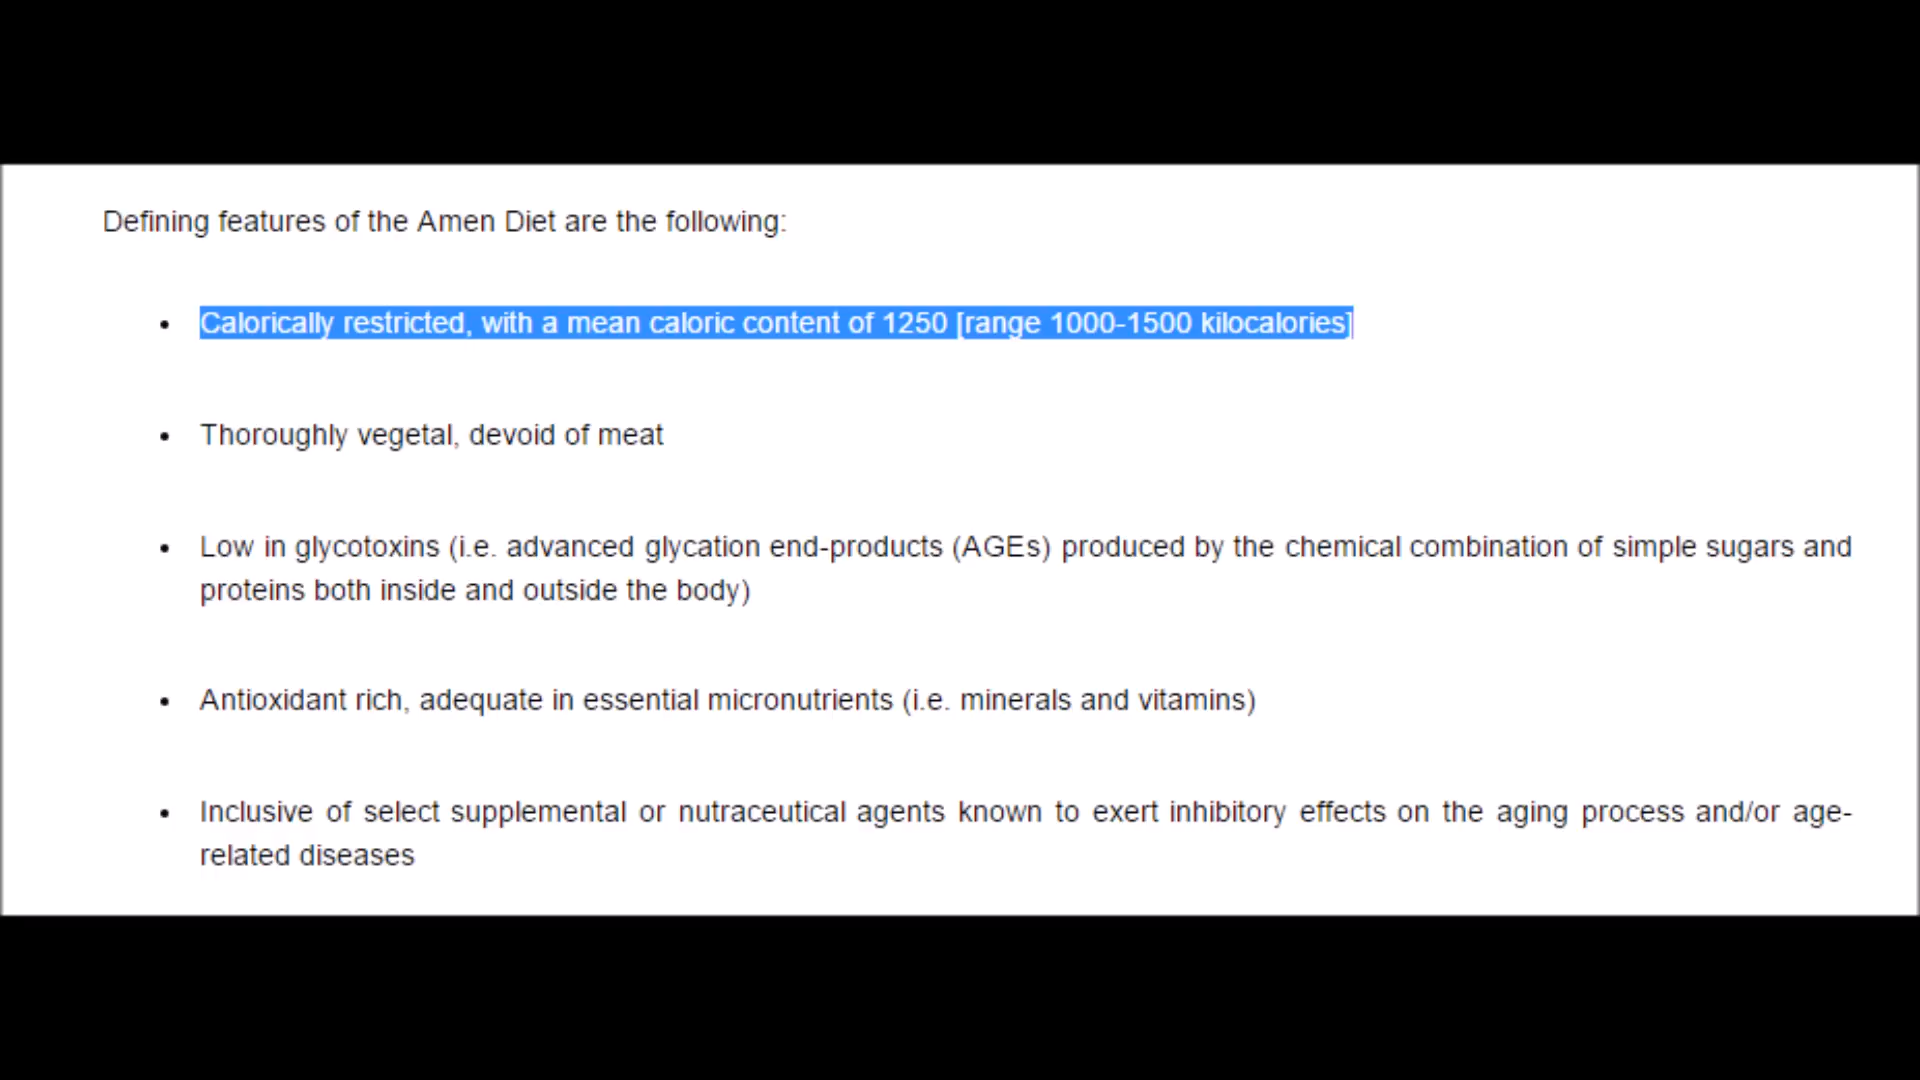 Defining features of the Amen Diet are the following:
• Calorically restricted, with a mean caloric content of 1250 [range 1000-1500 kilocalories]
• Thoroughly vegetal, devoid of meat
• Low in glycotoxins (i.e. advanced glycation end-products (AGEs) produced by the chemical combination of simple sugars and
proteins both inside and outside the body)
• Antioxidant rich, adequate in essential micronutrients (i.e. minerals and vitamins)
• Inclusive of select supplemental or nutraceutical agents known to exert inhibitory effects on the aging process and/or age-
related diseases